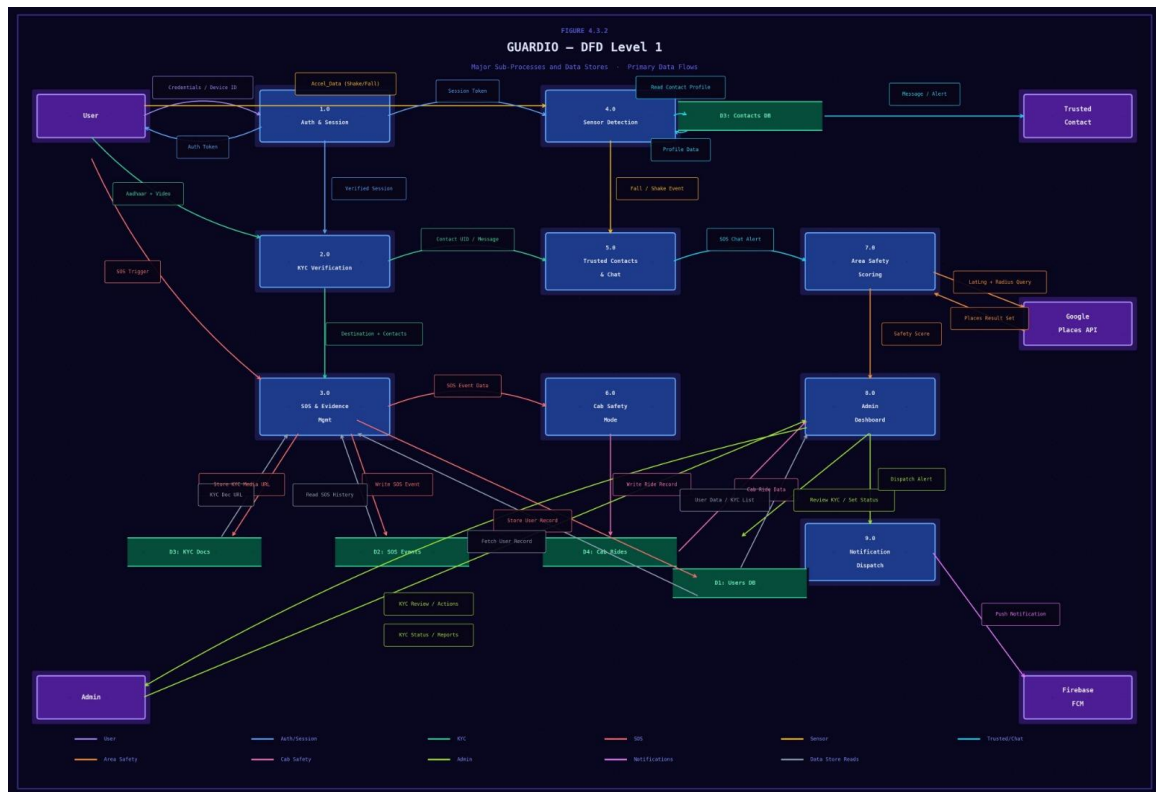 FIGURE 4.3.2
GUARDIO — DFD Level 1
Major Sub-Processes and Data Stores · Primary Data Flows
Credentials / Device ID
Accel_Data (Shake/Fall)
Session Token
Read Contact Profile
Message / Alert
User
1.0
Auth & Session
4.0
Sensor Detection
D5: Contacts DB
Trusted
Contact
Auth Token
Profile Data
Aadhaar + Video
Verified Session
Fall / Shake Event
SOS Trigger
2.0
KYC Verification
Contact UID / Message
5.0
Trusted Contacts
& Chat
SOS Chat Alert
7.0
Area Safety
Scoring
LatLng + Radius Query
Places Result Set
Google
Places API
Destination + Contacts
Safety Score
3.0
SOS & Evidence
Mgmt
SOS Event Data
6.0
Cab Safety
Mode
8.0
Admin
Dashboard
Store KYC Media URL
KYC Doc URL
Read SOS History
Write SOS Event
Write Ride Record
Cab Ride Data
User Data / KYC List
Review KYC / Set Status
Dispatch Alert
Store User Record
Fetch User Record
D3: KYC Docs
D2: SOS Events
D4: Cab Rides
D1: Users DB
9.0
Notification
Dispatch
KYC Review / Actions
KYC Status / Reports
Push Notification
Admin
Firebase
FCM
User
Auth/Session
KYC
SOS
Sensor
Trusted/Chat
Area Safety
Cab Safety
Admin
Notifications
Data Store Reads